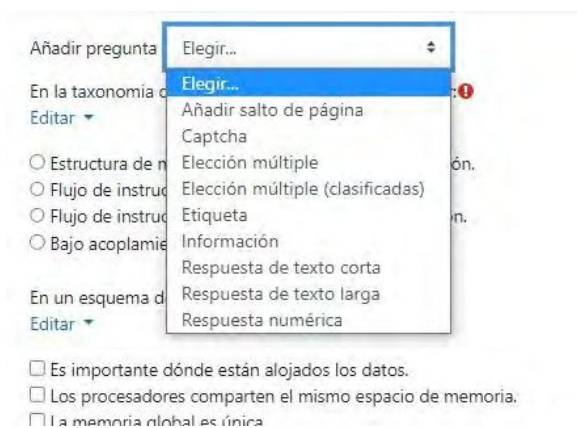 Añadir pregunta Elegir...
Elegir...
Añadir salto de página
Captcha
Elección múltiple
Elección múltiple (clasificadas)
Etiqueta
Información
Respuesta de texto corta
Respuesta de texto larga
Respuesta numérica
En la taxonomía
Editar
Estructura de ón.
Flujo de
Flujo de ón.
Bajo
En un esquema
Editar
Es importante dónde están alojados los datos.
Los procesadores comparten el mismo espacio de memoria.
La memoria global es única